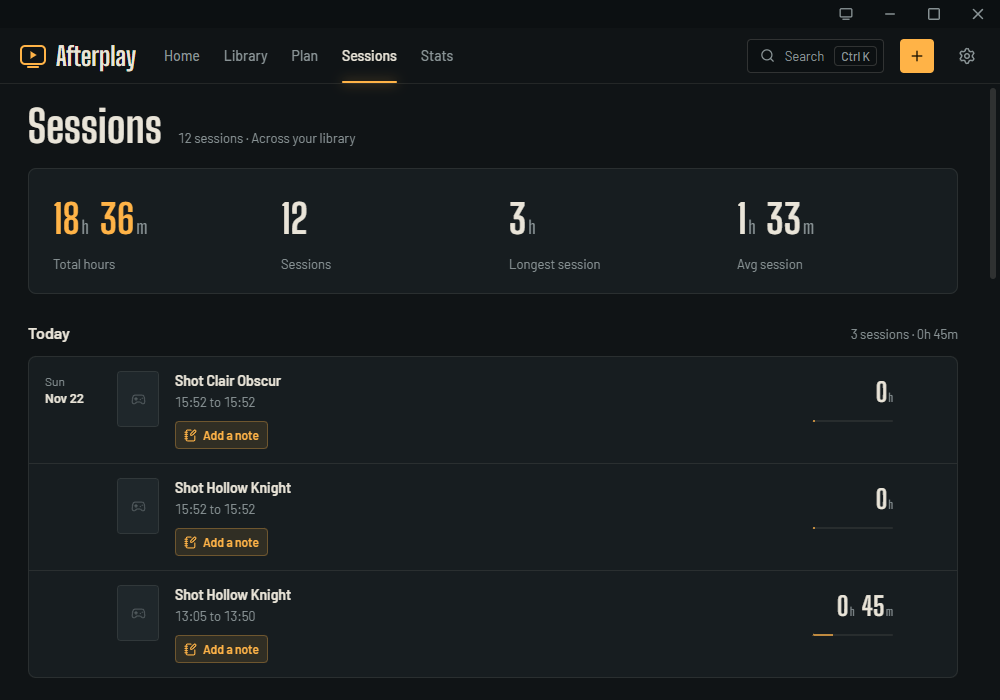 Afterplay
Home Library Plan Sessions Stats
Search Ctrl K
Sessions
12 sessions · Across your library
18h 36m 12 3h 1h 33m
Total hours Sessions Longest session Avg session
Today 3 sessions · 0h 45m
Sun
Nov 22
Shot Clair Obscur
15:52 to 15:52
0h
Add a note
Shot Hollow Knight
15:52 to 15:52
0h
Add a note
Shot Hollow Knight
13:05 to 13:50
0h 45m
Add a note